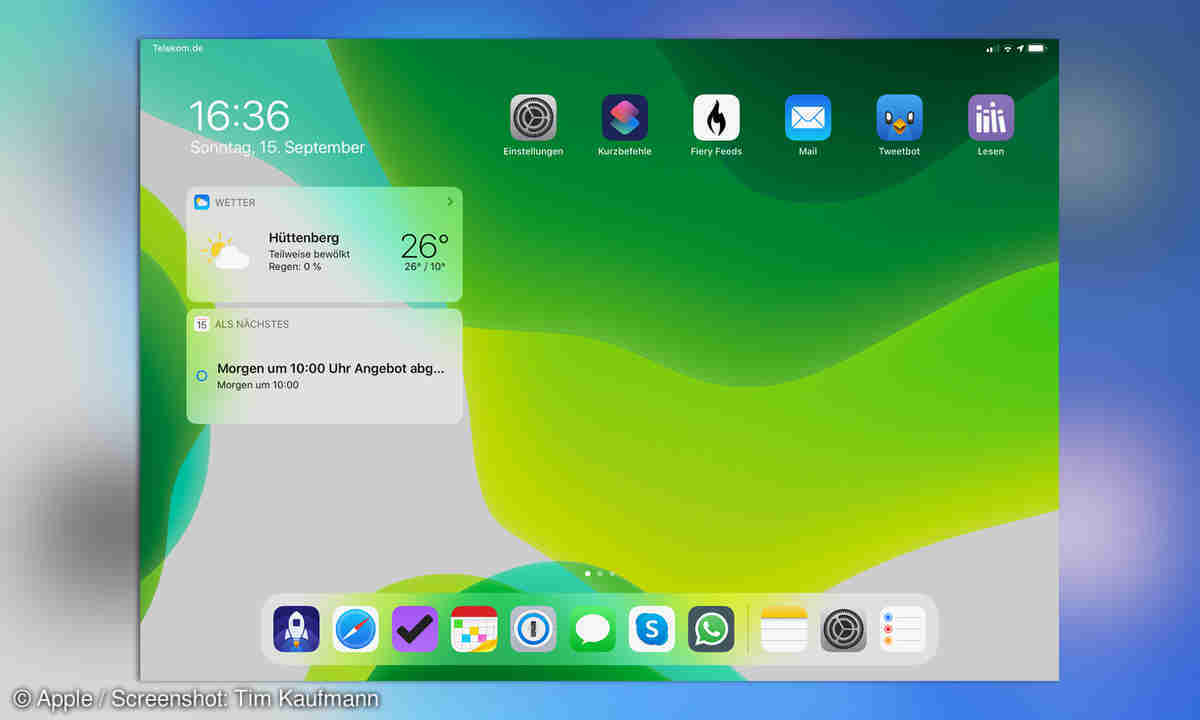 Telekom.de
16:36
Sonntag, 15. September
Einstellungen
Kurzbefehle
Fiery Feeds
Mail
Tweetbot
Lesen
WETTER
Hüttenberg
Teilweise bewölkt
Regen: 0 %
26°
26° / 10°
15 ALS NÄCHSTES
Morgen um 10:00 Uhr Angebot abg...
Morgen um 10:00
S
© Apple / Screenshot: Tim Kaufmann